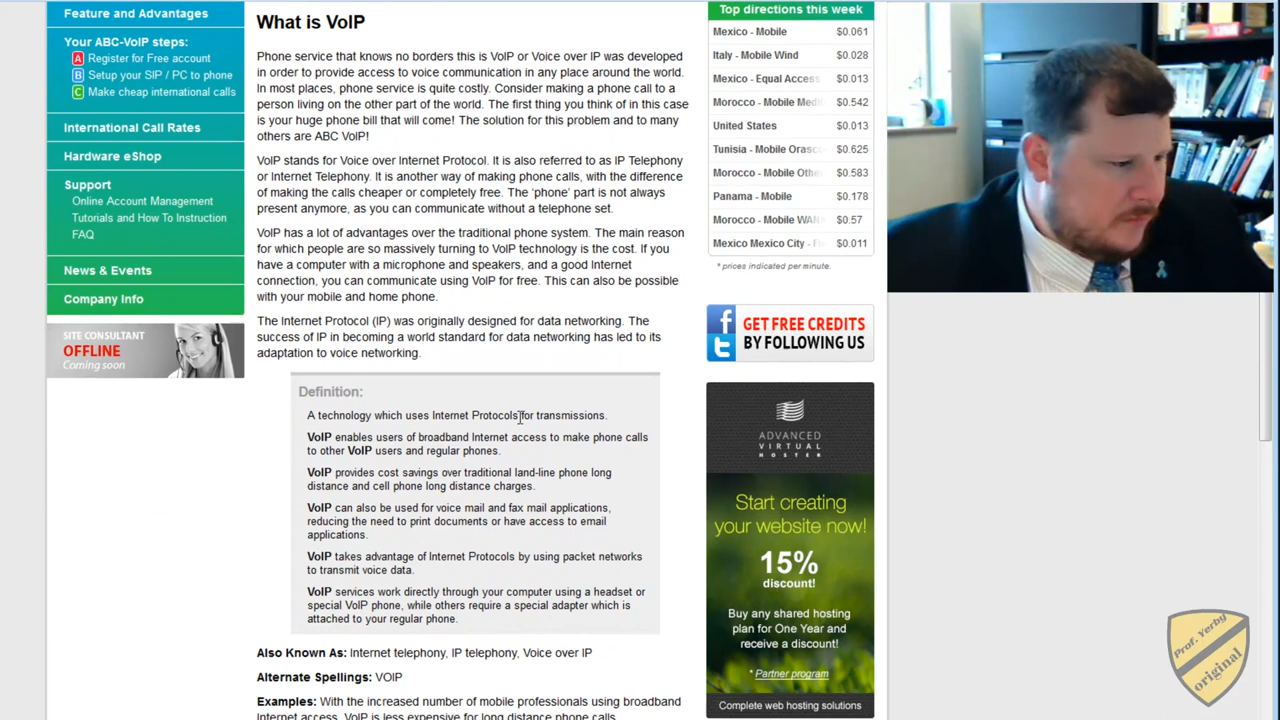 Feature and Advantages
Your ABC-VoIP steps:
A Register for Free account
B Setup your SIP / PC to phone
C Make cheap international calls
International Call Rates
Hardware eShop
Support
Online Account Management
Tutorials and How To Instruction
FAQ
News & Events
Company Info
SITE CONSULTANT
OFFLINE
Coming soon
What is VoIP
Phone service that knows no borders this is VoIP or Voice over IP was developed
in order to provide access to voice communication in any place around the world.
In most places, phone service is quite costly. Consider making a phone call to a
person living on the other part of the world. The first thing you think of in this case
is your huge phone bill that will come! The solution for this problem and to many
others are ABC VoIP!
VoIP stands for Voice over Internet Protocol. It is also referred to as IP Telephony
or Internet Telephony. It is another way of making phone calls, with the difference
of making the calls cheaper or completely free. The 'phone' part is not always
present anymore, as you can communicate without a telephone set.
VoIP has a lot of advantages over the traditional phone system. The main reason
for which people are so massively turning to VoIP technology is the cost. If you
have a computer with a microphone and speakers, and a good Internet
connection, you can communicate using VoIP for free. This can also be possible
with your mobile and home phone.
The Internet Protocol (IP) was originally designed for data networking. The
success of IP in becoming a world standard for data networking has led to its
adaptation to voice networking.
Definition:
A technology which uses Internet Protocols for transmissions.
VoIP enables users of broadband Internet access to make phone calls
to other VoIP users and regular phones.
VoIP provides cost savings over traditional land-line phone long
distance and cell phone long distance charges.
VoIP can also be used for voice mail and fax mail applications,
reducing the need to print documents or have access to email
applications.
VoIP takes advantage of Internet Protocols by using packet networks
to transmit voice data.
VoIP services work directly through your computer using a headset or
special VoIP phone, while others require a special adapter which is
attached to your regular phone.
Also Known As: Internet telephony, IP telephony, Voice over IP
Alternate Spellings: VOIP
Examples: With the increased number of mobile professionals using broadband
Internet access, VoIP is less expensive for long distance phone calls
Top directions this week
Mexico - Mobile $0.061
Italy - Mobile Wind $0.028
Mexico - Equal Access $0.013
Morocco - Mobile Medi $0.542
United States $0.013
Tunisia - Mobile Orasc $0.625
Morocco - Mobile Othe $0.583
Panama - Mobile $0.178
Morocco - Mobile WAN $0.57
Mexico Mexico City - F $0.011
* prices indicated per minute.
GET FREE CREDITS
BY FOLLOWING US
ADVANCED
VIRTUAL
HOSTER
Start creating
your website now!
15%
discount!
Buy any shared hosting
plan for One Year and
receive a discount!
* Partner program
Complete web hosting solutions
Prof. Yerby
original